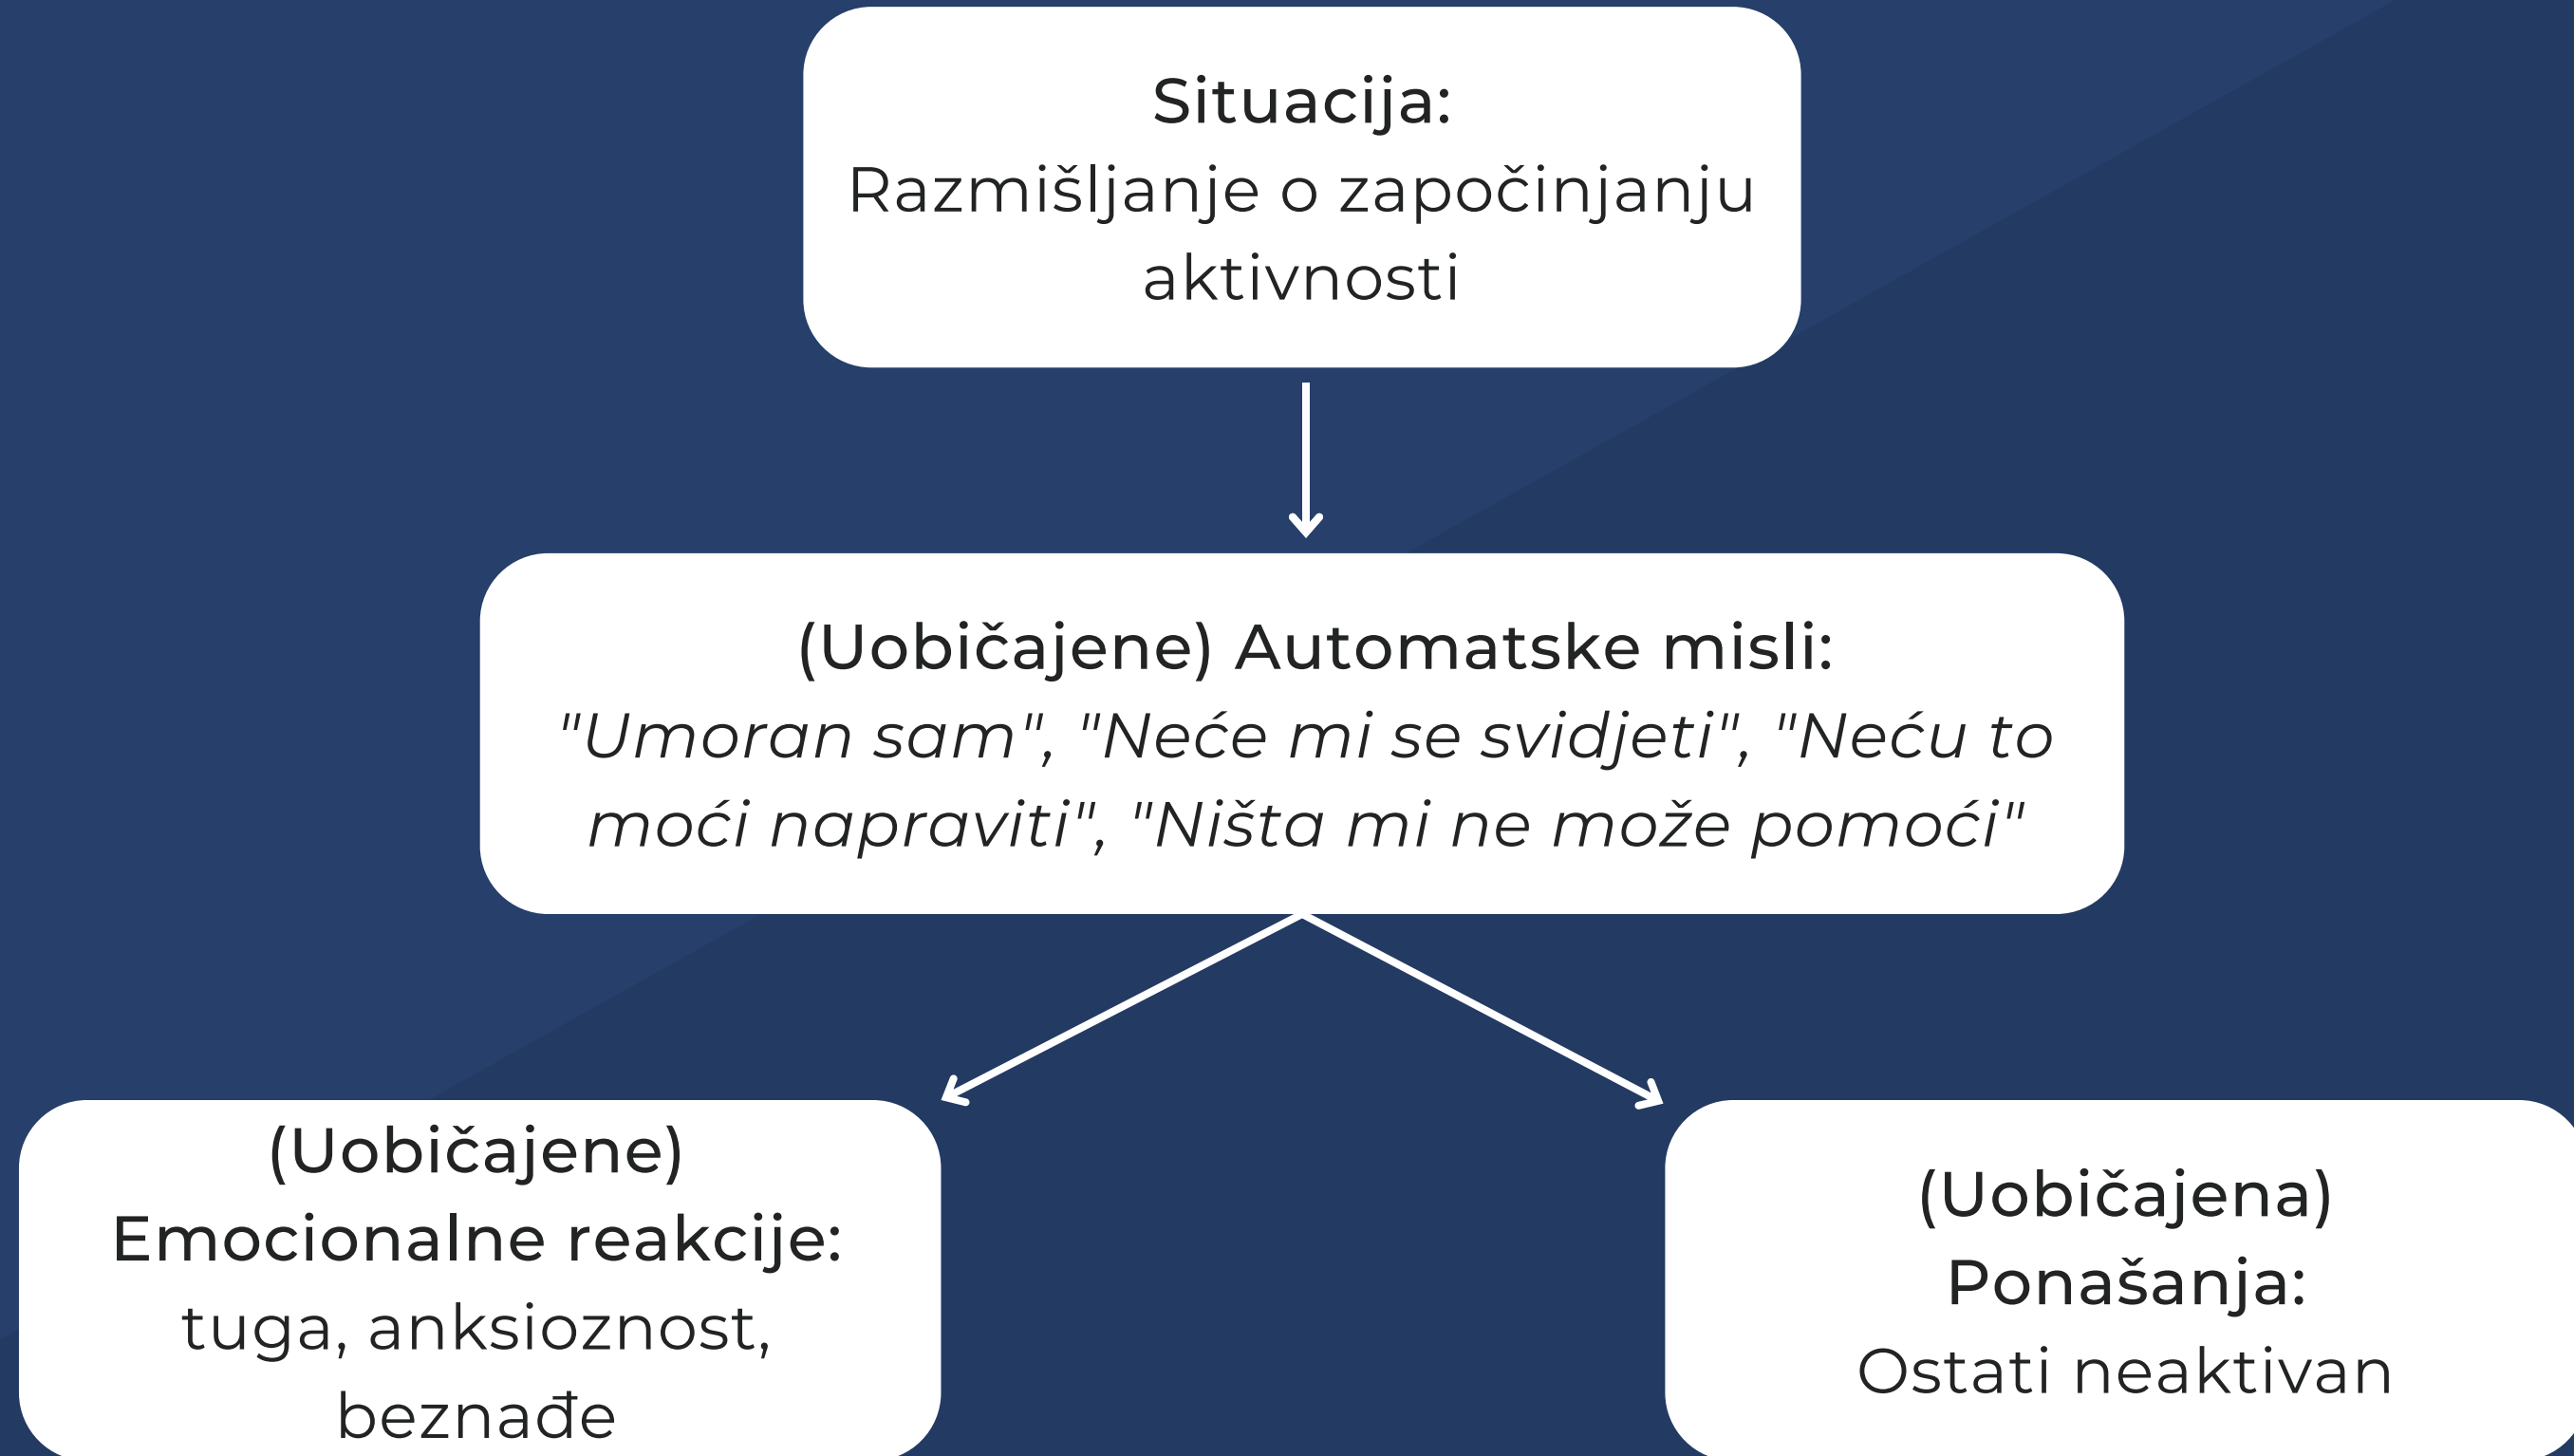 Situacija:
Razmišljanje o započinjanju
aktivnosti
(Uobičajene) Automatske misli:
"Umoran sam", "Neće mi se svidjeti", "Neću to
moći napraviti", "Ništa mi ne može pomoći"
(Uobičajene)
Emocionalne reakcije:
tuga, anksioznost,
beznađe
(Uobičajena)
Ponašanja:
Ostati neaktivan